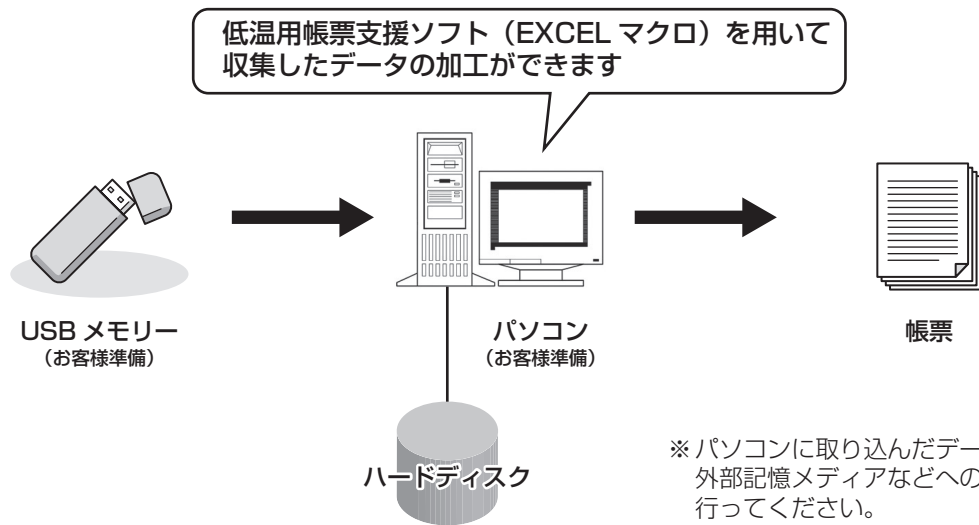 低温用帳票支援ソフト（EXCEL マクロ）を用いて
収集したデータの加工ができます
USB メモリー
（お客様準備）
パソコン
（お客様準備）
帳票
ハードディスク
※ パソコンに取り込んだデー
外部記憶メディアなどへの
行ってください。